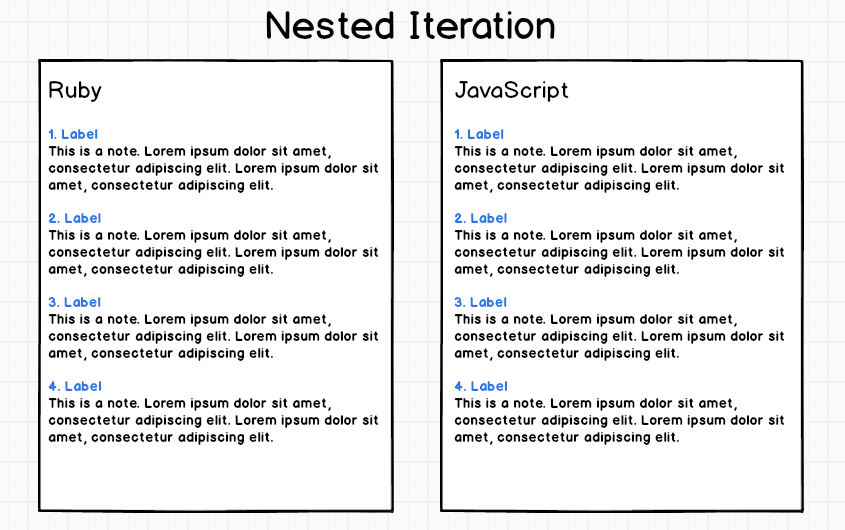 Nested Iteration
Ruby
1. Label
This is a note. Lorem ipsum dolor sit amet,
consectetur adipiscing elit. Lorem ipsum dolor sit
amet, consectetur adipiscing elit.
2. Label
This is a note. Lorem ipsum dolor sit amet,
consectetur adipiscing elit. Lorem ipsum dolor sit
amet, consectetur adipiscing elit.
3. Label
This is a note. Lorem ipsum dolor sit amet,
consectetur adipiscing elit. Lorem ipsum dolor sit
amet, consectetur adipiscing elit.
4. Label
This is a note. Lorem ipsum dolor sit amet,
consectetur adipiscing elit. Lorem ipsum dolor sit
amet, consectetur adipiscing elit.
JavaScript
1. Label
This is a note. Lorem ipsum dolor sit amet,
consectetur adipiscing elit. Lorem ipsum dolor sit
amet, consectetur adipiscing elit.
2. Label
This is a note. Lorem ipsum dolor sit amet,
consectetur adipiscing elit. Lorem ipsum dolor sit
amet, consectetur adipiscing elit.
3. Label
This is a note. Lorem ipsum dolor sit amet,
consectetur adipiscing elit. Lorem ipsum dolor sit
amet, consectetur adipiscing elit.
4. Label
This is a note. Lorem ipsum dolor sit amet,
consectetur adipiscing elit. Lorem ipsum dolor sit
amet, consectetur adipiscing elit.